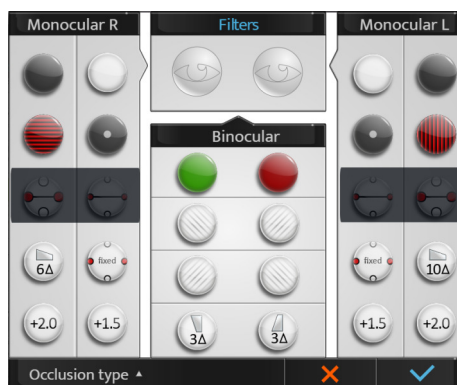 Monocular R
Filters
Monocular L
Binocular
6Δ
fixed
fixed
10Δ
+2.0
+1.5
3Δ
3Δ
+1.5
+2.0
Occlusion type